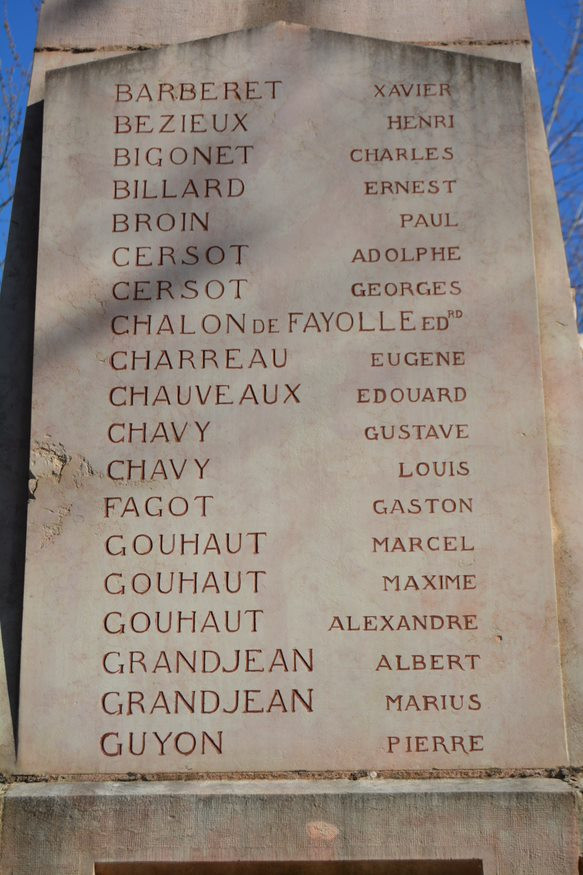 BARBERET XAVIER
BEZIEUX HENRI
BIGONET CHARLES
BILLARD ERNEST
BROIN PAUL
CERSOT ADOLPHE
CERSOT GEORGES
CHALON DE FAYOLLE EDRD
CHARREAU EUGENE
CHAUVEAUX EDOUARD
CHAVY GUSTAVE
CHAVY LOUIS
FAGOT GASTON
GOUHAUT MARCEL
GOUHAUT MAXIME
GOUHAUT ALEXANDRE
GRANDJEAN ALBERT
GRANDJEAN MARIUS
GUYON PIERRE